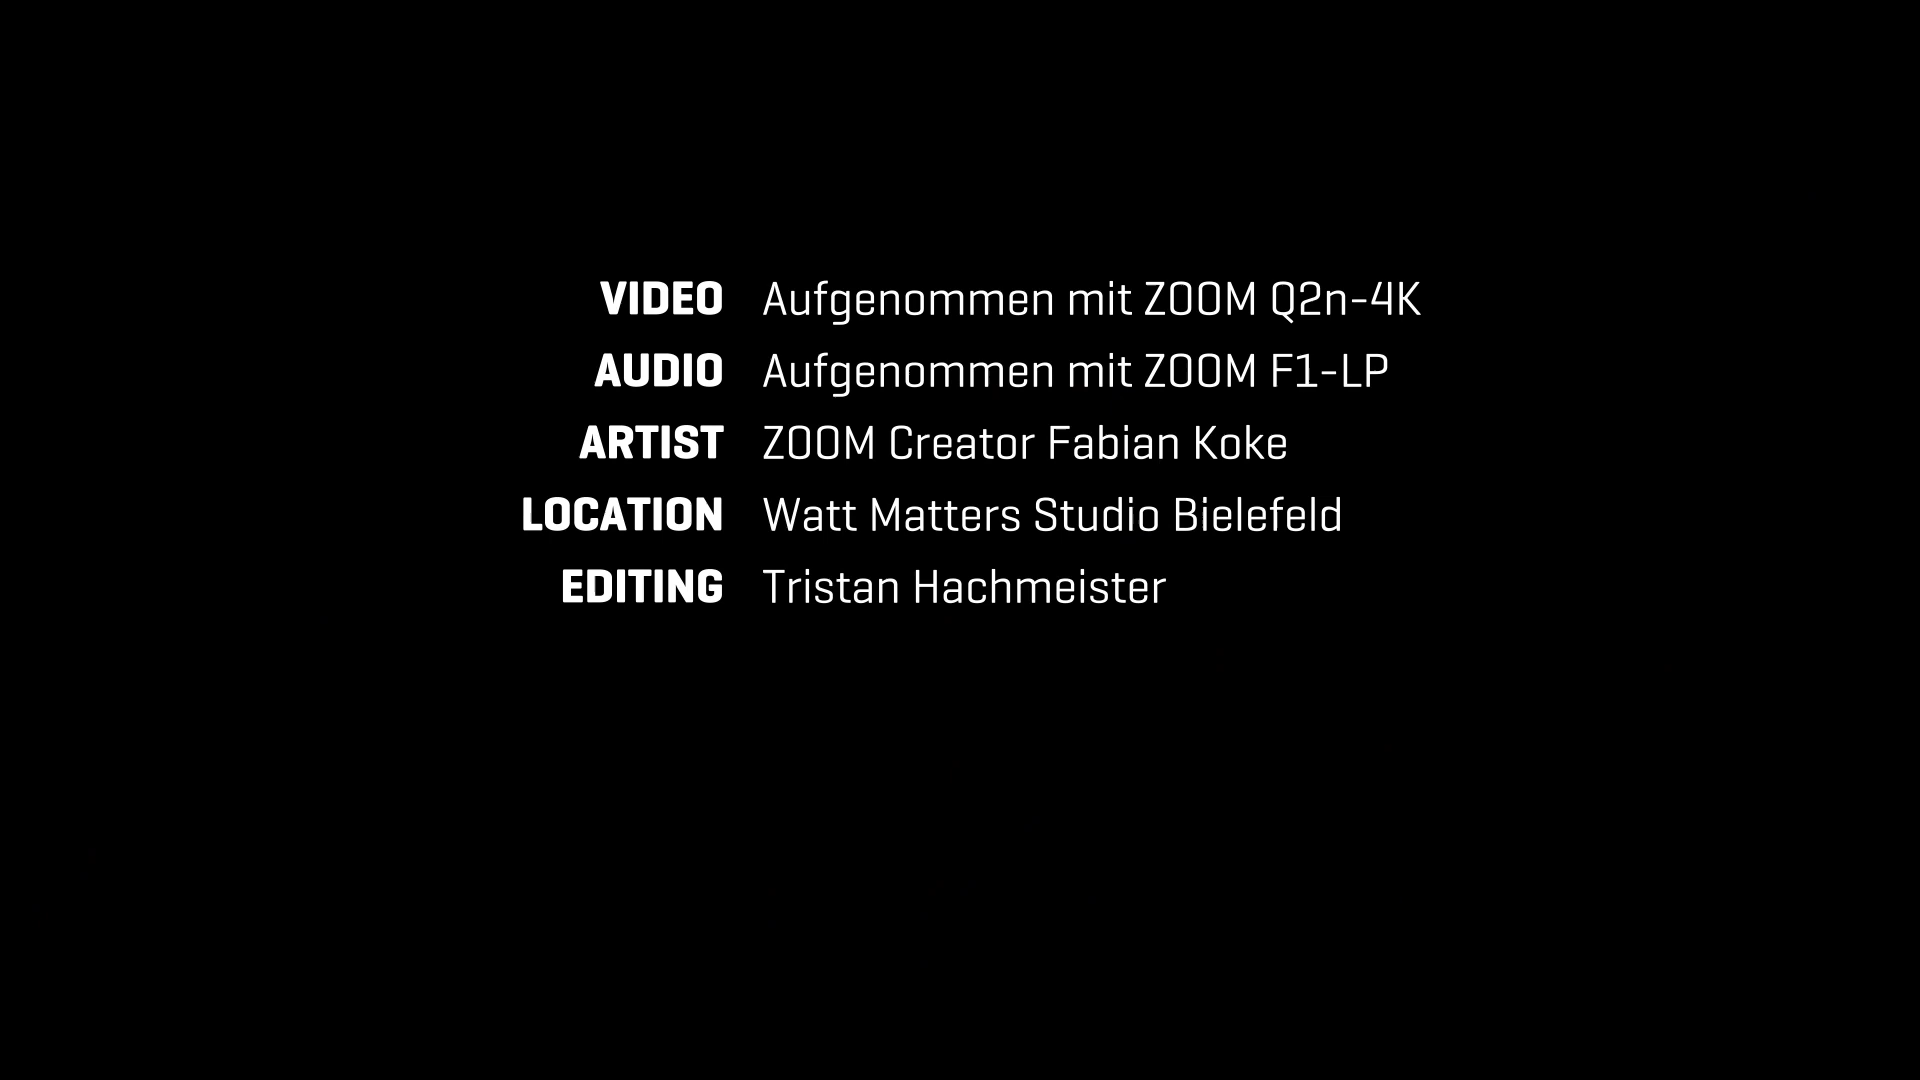 VIDEO Aufgenommen mit ZOOM Q2n-4K
AUDIO Aufgenommen mit ZOOM F1-LP
ARTIST ZOOM Creator Fabian Koke
LOCATION Watt Matters Studio Bielefeld
EDITING Tristan Hachmeister